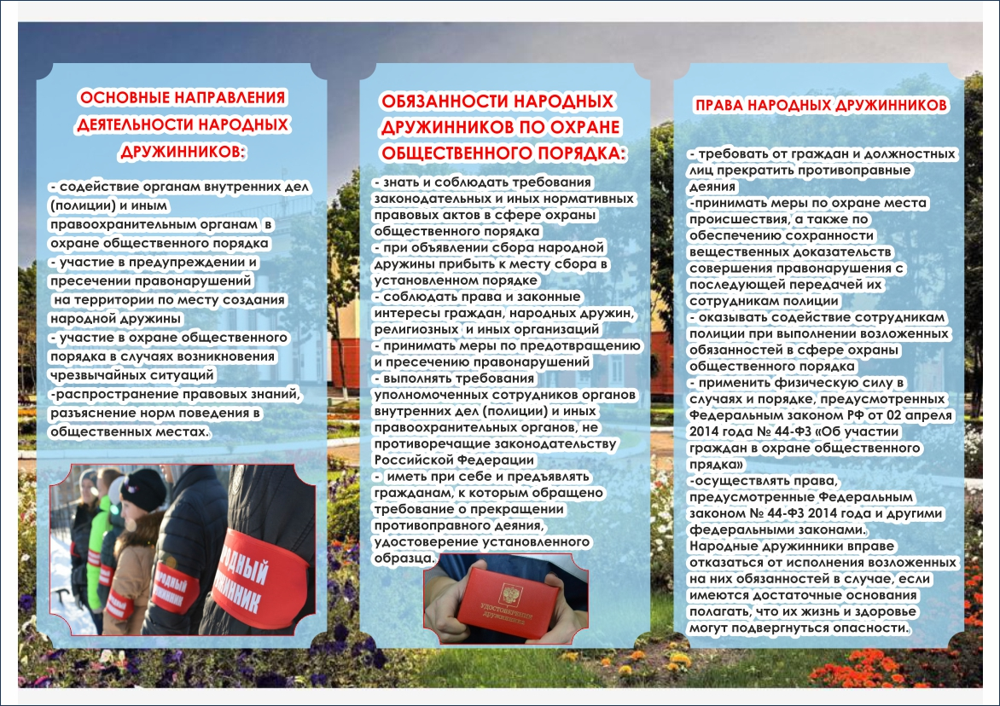 ОСНОВНЫЕ НАПРАВЛЕНИЯ
ДЕЯТЕЛЬНОСТИ НАРОДНЫХ
ДРУЖИННИКОВ:
- содействие органам внутренних дел
(полиции) и иным
правоохранительным органам  в
охране общественного порядка
- участие в предупреждении и
пресечении правонарушений
на территории по месту создания
народной дружины
- участие в охране общественного
порядка в случаях возникновения
чрезвычайных ситуаций
-распространение правовых знаний,
разъяснение норм поведения в
общественных местах.
РОДНЫЙ
ЖИННИК
ОБЯЗАННОСТИ НАРОДНЫХ
ДРУЖИННИКОВ ПО ОХРАНЕ
ОБЩЕСТВЕННОГО ПОРЯДКА:
- знать и соблюдать требования
законодательных и иных нормативных
правовых актов в сфере охраны
общественного порядка
- при объявлении сбора народной
дружины прибыть к месту сбора в
установленном порядке
- соблюдать права и законные
интересы граждан, народных дружин,
религиозных  и иных организаций
- принимать меры по предотвращению
и пресечению правонарушений
- выполнять требования
уполномоченных сотрудников органов
внутренних дел (полиции) и иных
правоохранительных органов, не
противоречащие законодательству
Российской Федерации
-  иметь при себе и предъявлять
гражданам, к которым обращено
требование о прекращении
противоправного деяния,
удостоверение установленного
образца.
УДОСТОВЕРЕНИЕ
дружинника
ПРАВА НАРОДНЫХ ДРУЖИННИКОВ
- требовать от граждан и должностных
лиц прекратить противоправные
деяния
-принимать меры по охране места
происшествия, а также по
обеспечению сохранности
вещественных доказательств
совершения правонарушения с
последующей передачей их
сотрудникам полиции
- оказывать содействие сотрудникам
полиции при выполнении возложенных
обязанностей в сфере охраны
общественного порядка
- применить физическую силу в
случаях и порядке, предусмотренных
Федеральным законом РФ от 02 апреля
2014 года № 44-ФЗ «Об участии
граждан в охране общественного
прядка»
-осуществлять права,
предусмотренные Федеральным
законом № 44-ФЗ 2014 года и другими
федеральными законами.
Народные дружинники вправе
отказаться от исполнения возложенных
на них обязанностей в случае, если
имеются достаточные основания
полагать, что их жизнь и здоровье
могут подвергнуться опасности.